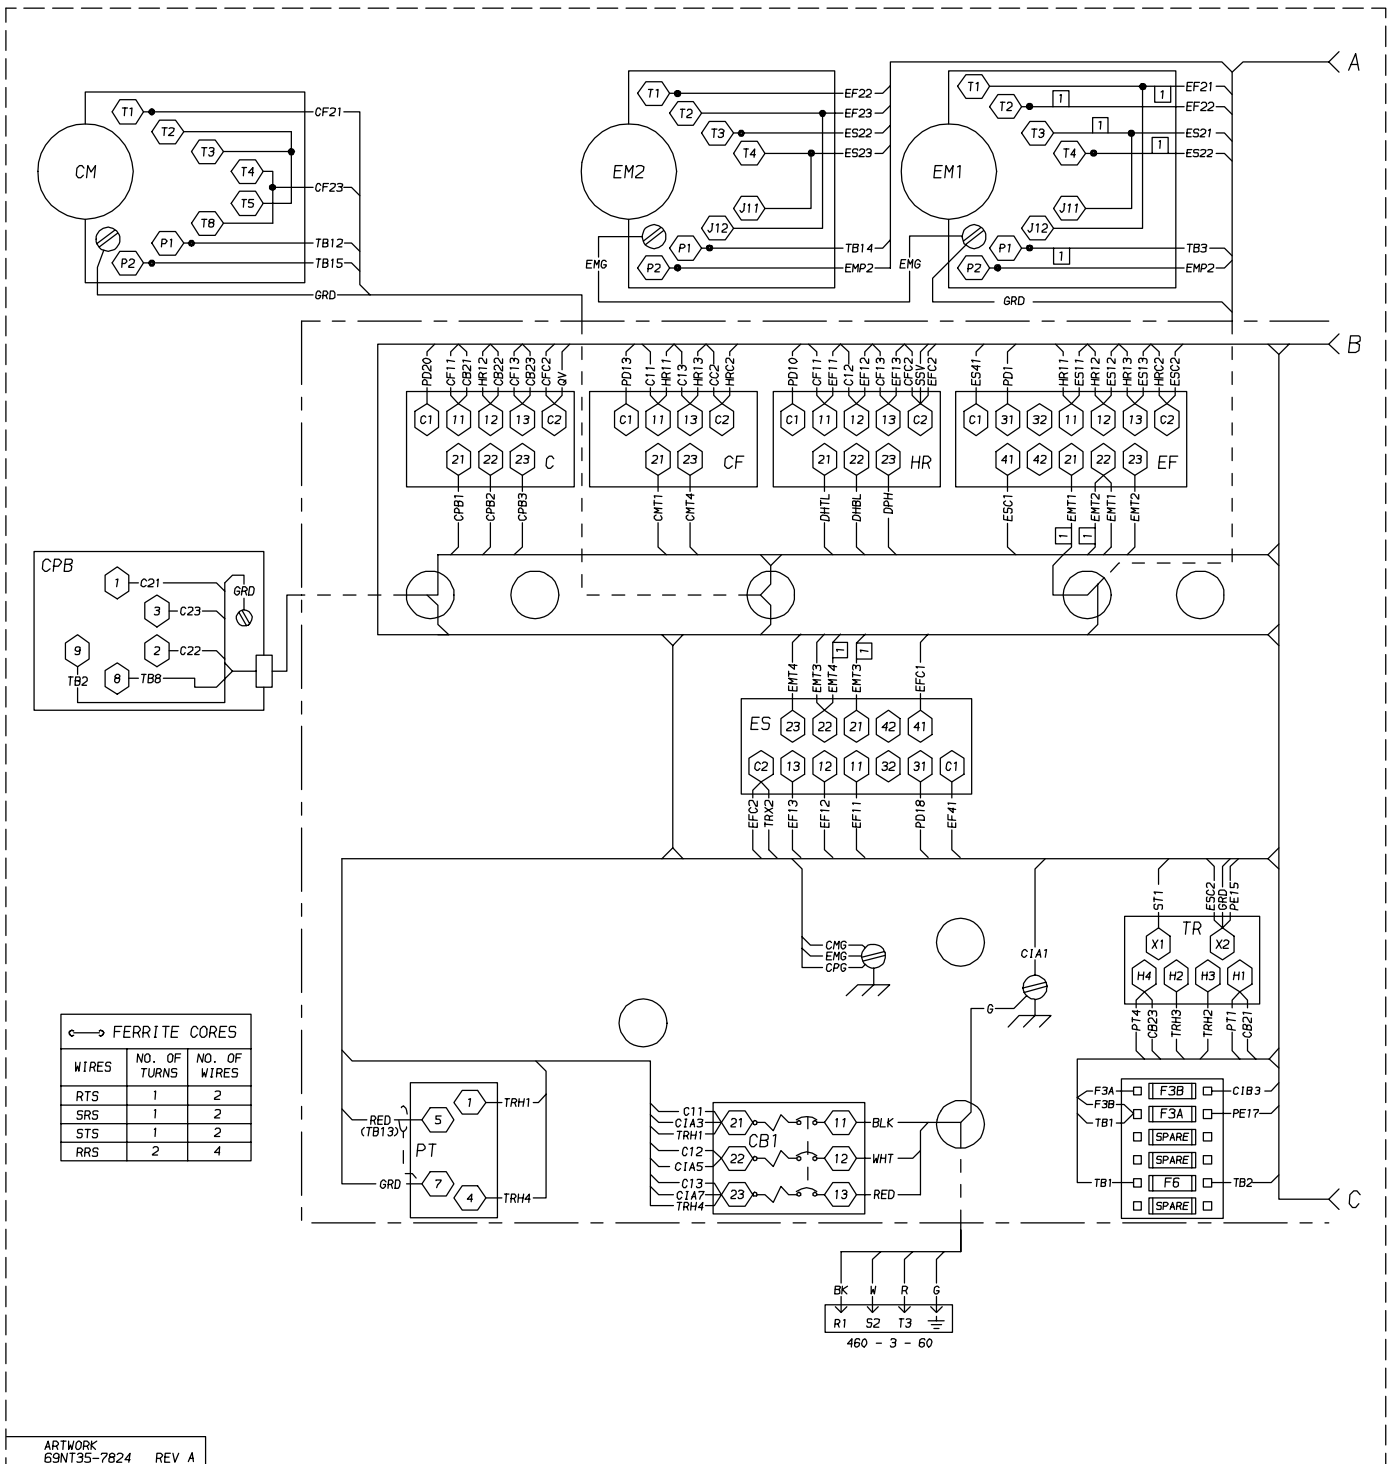 A
T1
CF21
T2
T3
T4
CM
CF23
T5
T8
P1
TB12
P2
TB15
GRD
T1
EF22
T2
EF23
T3
ES22
T4
ES23
EM2
J11
J12
P1
TB14
P2
EMP2
EMG
T1
EF21
1
T2
1
EF22
T3
1
ES21
T4
1
ES22
EM1
J11
J12
P1
1
TB3
P2
EMP2
EMG
GRD
B
PD20
CF11
CB21
HR12
CB22
CF13
CB23
CFC2
QV
C1
11
12
13
C2
21
22
23
C
CPB1
CPB2
CPB3
PD13
C11
HR11
C13
HR13
CC2
HRC2
C1
11
13
C2
21
23
CF
CMT1
CMT4
PD10
CF11
EF11
C12
EF12
CF13
EF13
CFC2
SSV
EFC2
C1
11
12
13
C2
21
22
23
HR
DHTL
DHBL
DPH
ES41
PD1
HR11
ES11
HR12
ES12
HR13
ES13
HRC2
ESC2
C1
31
32
11
12
13
C2
41
42
21
22
23
EF
ESC1
EMT1
EMT2
EMT1
EMT2
1
1
CPB
1
C21
GRD
3
C23
9
2
C22
TB2
8
TB8
EMT4
EMT3
EMT4
1
EMT3
1
EFC1
ES
23
22
21
42
41
C2
13
12
11
32
31
C1
EFC2
TRX2
EF13
EF12
EF11
PD18
EF41
CMG
EMG
CPG
CIA1
G
ST1
ESC2
GRD
PE15
TR
X1
X2
H4
H2
H3
H1
PT4
CB23
TRH3
TRH2
PT1
CB21
FERRITE CORES
WIRES
NO. OF TURNS
NO. OF WIRES
RTS 1 2
SRS 1 2
STS 1 2
RRS 2 4
RED
(TB13)
5
1
TRH1
PT
GRD
7
4
TRH4
C11
CIA3
TRH1
21
11
BLK
CB1
C12
CIA5
22
12
WHT
C13
CIA7
TRH4
23
13
RED
F3A
F3B
CIB3
F3B
F3A
PE17
TB1
SPARE
SPARE
TB1
F6
TB2
SPARE
C
BK
W
R
G
R1
S2
T3
460 - 3 - 60
ARTWORK
69NT35-7824 REV A